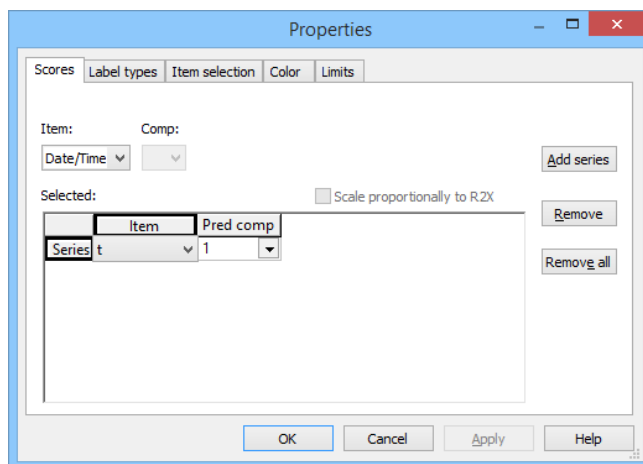 Properties
Scores Label types Item selection Color Limits
Item: Comp:
Date/Time
Add series
Selected:
Scale proportionally to R2X
Remove
Item Pred comp
Series t 1
Remove all
OK Cancel Apply Help